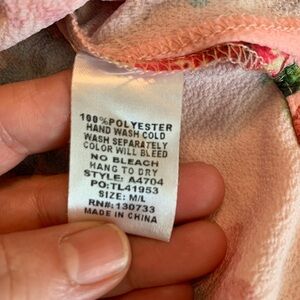 100%POLYESTER
HAND WASH COLD
WASH SEPARATELY
COLOR WILL BLEED
NO BLEACH
HANG TO DRY
STYLE: A4704
PO:TL41953
SIZE: M/L
RN#:130733
MADE IN CHINA